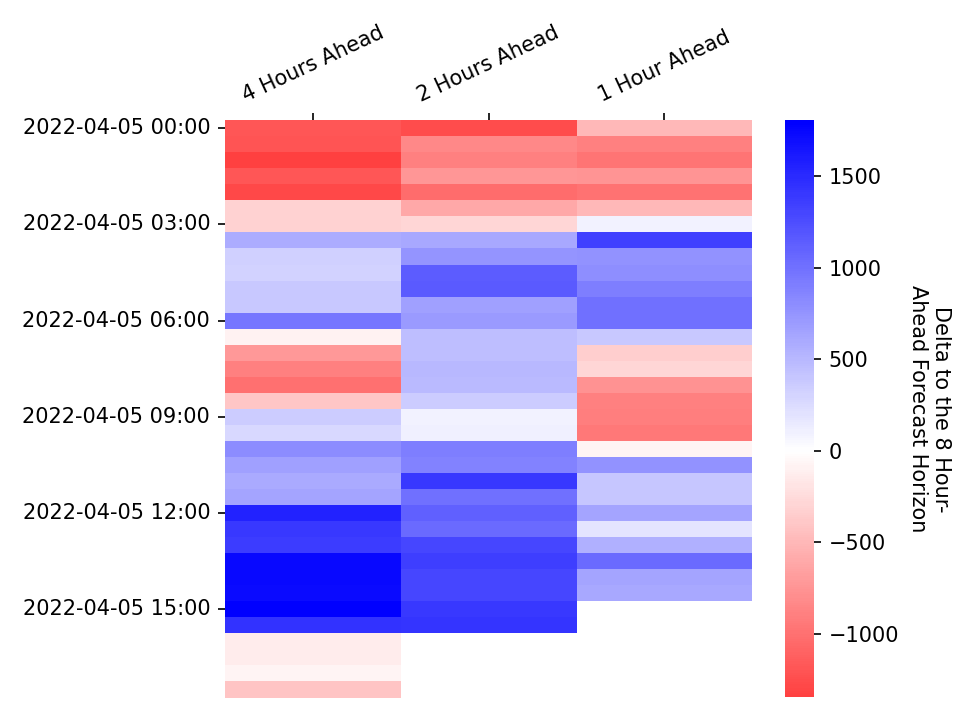 4 Hours Ahead
2 Hours Ahead
1 Hour Ahead
2022-04-05 00:00
2022-04-05 03:00
2022-04-05 06:00
2022-04-05 09:00
2022-04-05 12:00
2022-04-05 15:00
1500
1000
500
0
−500
−1000
Delta to the 8 Hour-
Ahead Forecast Horizon